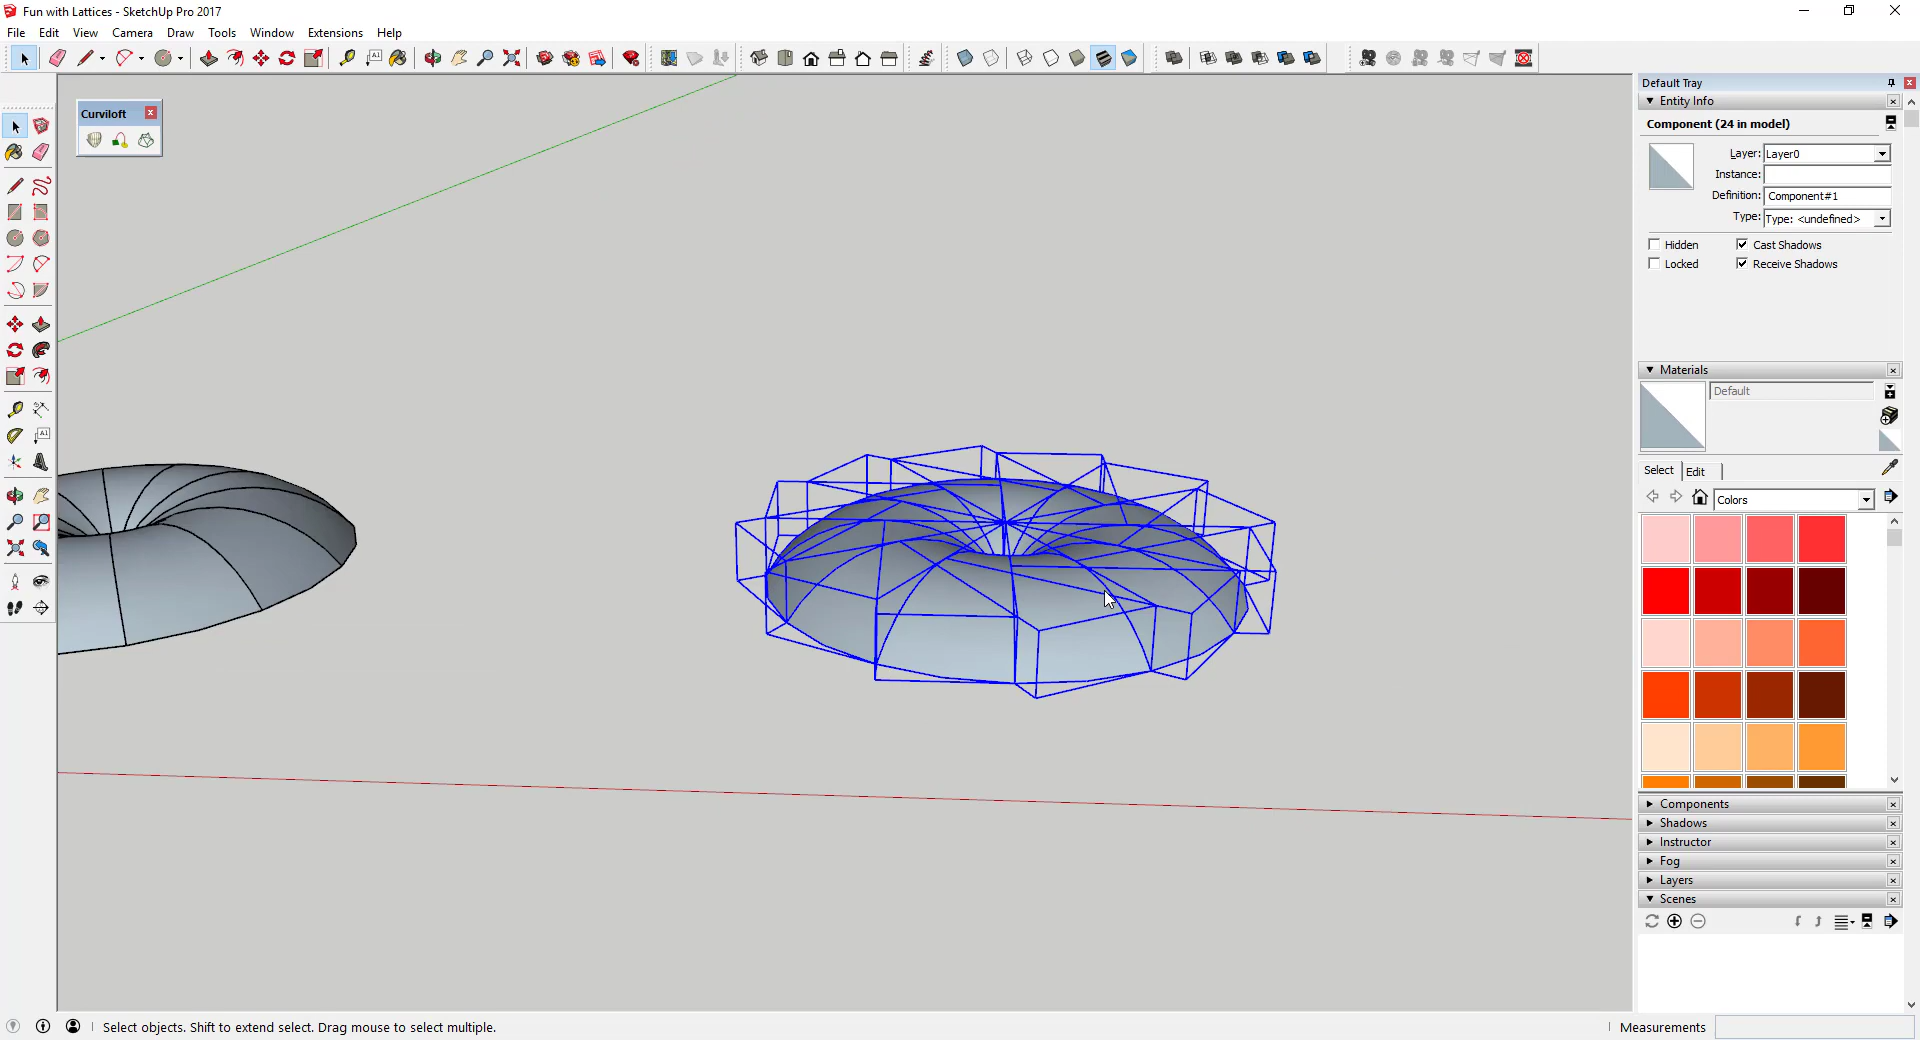 Fun with Lattices - SketchUp Pro 2017
File Edit View Camera Draw Tools Window Extensions Help
Curviloft
Default Tray
Entity Info
Component (24 in model)
Layer: Layer0
Instance:
Definition: Component#1
Type: Type: <undefined>
Hidden Cast Shadows
Locked Receive Shadows
Materials
Default
Select Edit
Colors
Components
Shadows
Instructor
Fog
Layers
Scenes
Select objects. Shift to extend select. Drag mouse to select multiple.
Measurements